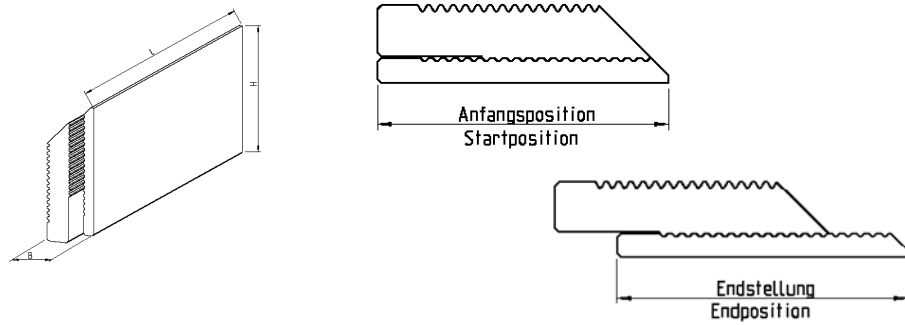 L
H
B
Anfangsposition
Startposition
Endstellung
Endposition